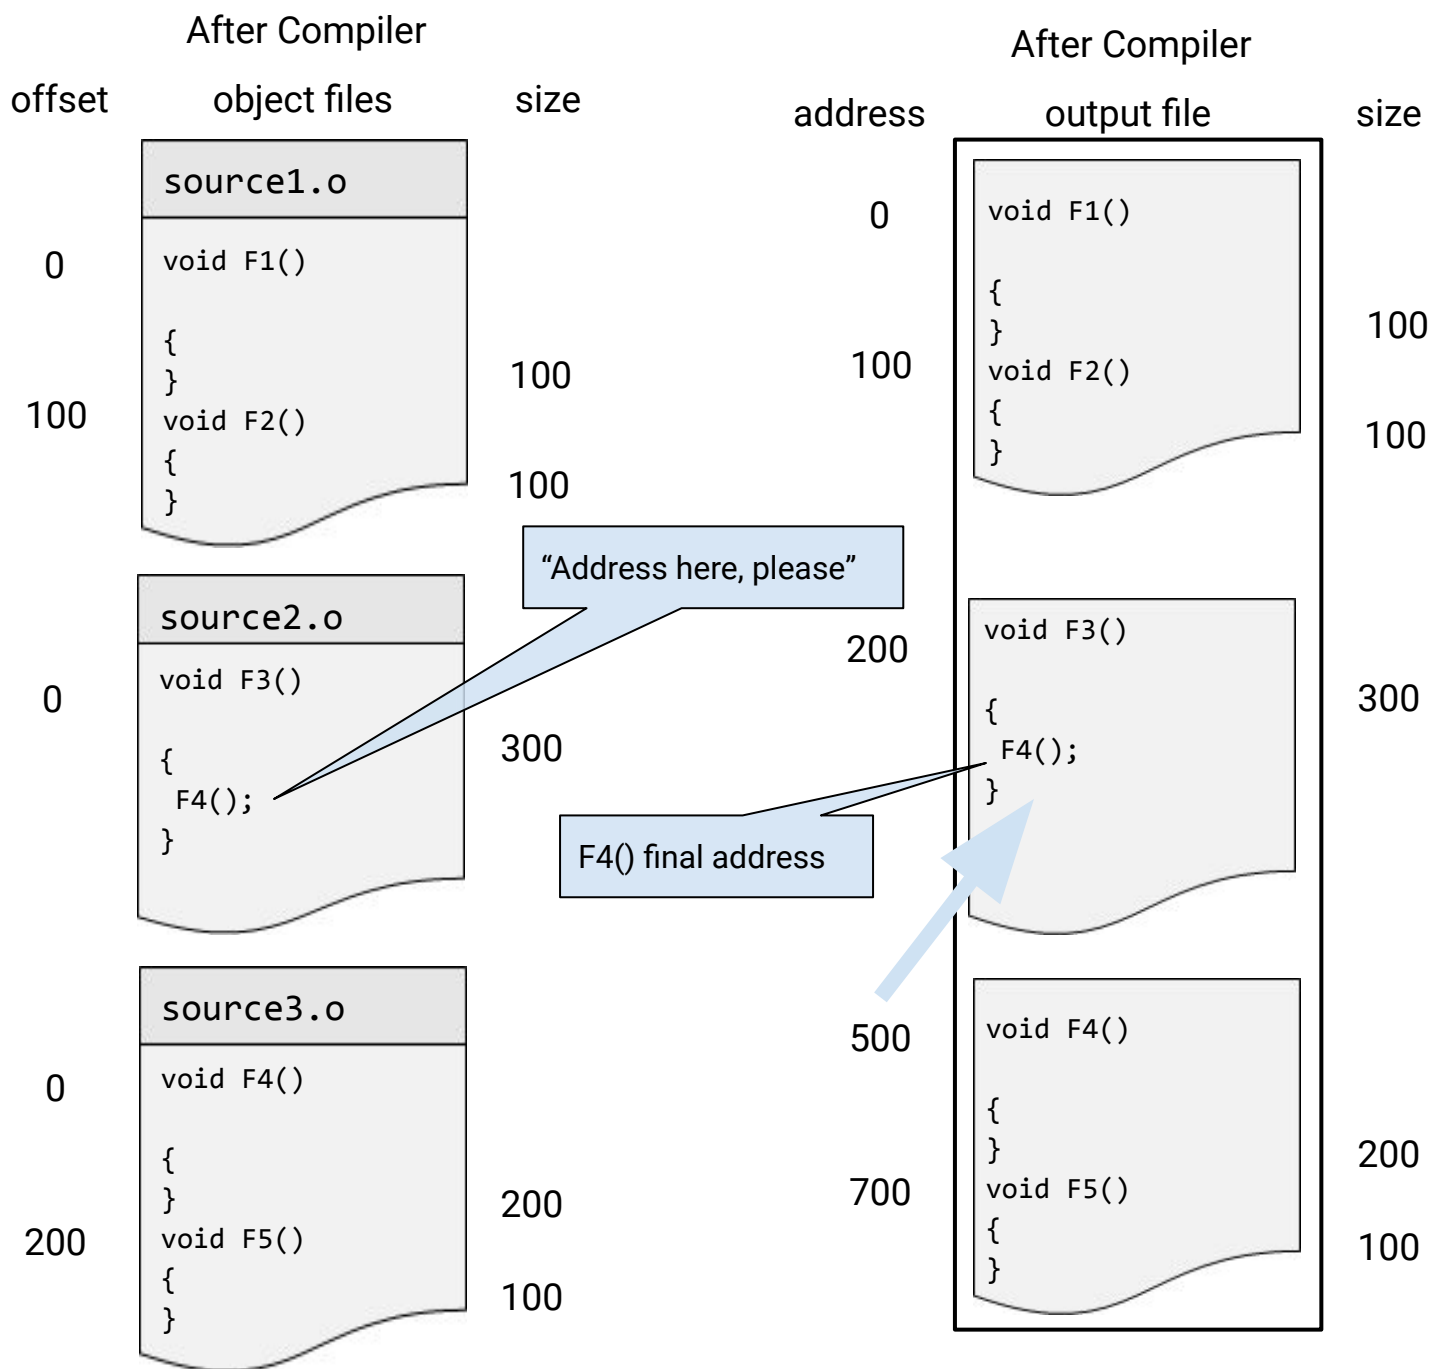 After Compiler
offset object files size
source1.o
0
void F1()
{
}
100
100
void F2()
{
}
100
“Address here, please”
source2.o
0
void F3()
{
300
F4();
}
source3.o
0
void F4()
{
}
200
200
void F5()
{
}
100
After Compiler
address output file size
0
void F1()
{
}
100
100
void F2()
{
}
100
200
void F3()
300
{
F4();
}
F4() final address
500
void F4()
{
}
200
700
void F5()
{
}
100